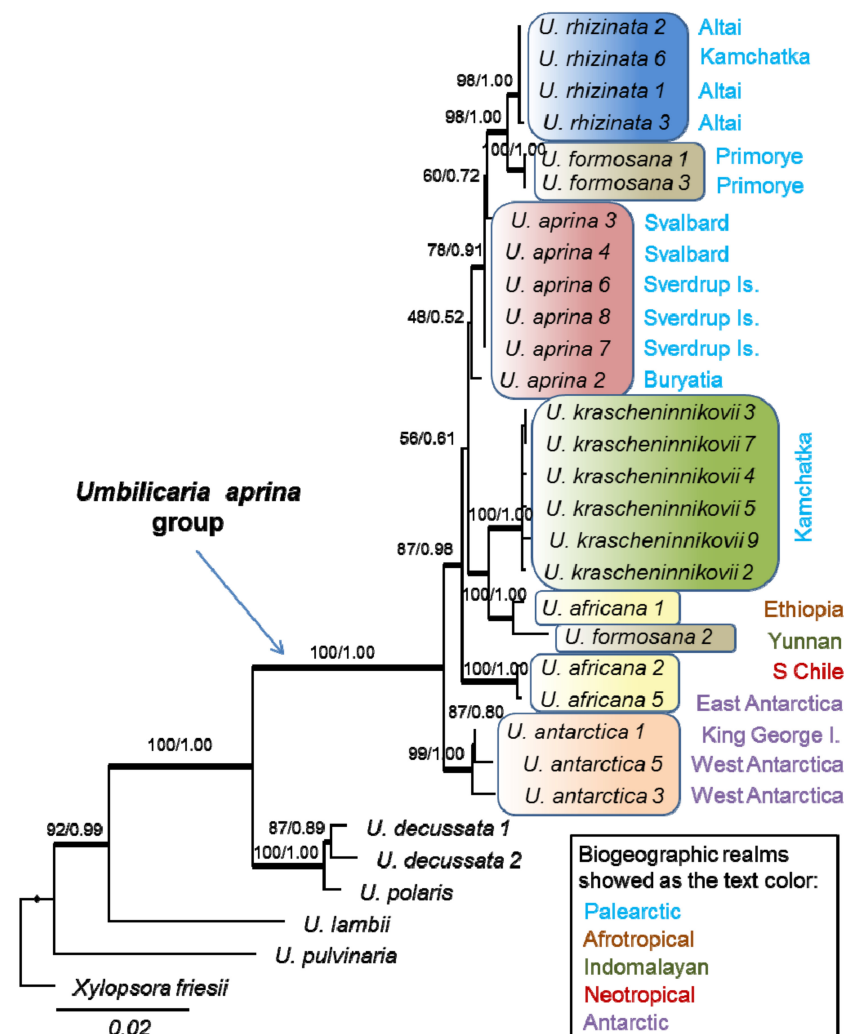 U. rhizinata 2 Altai
U. rhizinata 6 Kamchatka
98/1.00
U. rhizinata 1 Altai
98/1.00
U. rhizinata 3 Altai
100/1.00
U. formosana 1 Primorye
60/0.72
U. formosana 3 Primorye
U. aprina 3 Svalbard
78/0.91
U. aprina 4 Svalbard
U. aprina 6 Sverdrup Is.
48/0.52
U. aprina 8 Sverdrup Is.
U. aprina 7 Sverdrup Is.
U. aprina 2 Buryatia
U. krascheninnikovii 3
56/0.61
U. krascheninnikovii 7
U. krascheninnikovii 4
Kamchatka
Umbilicaria aprina
group
100/1.00
U. krascheninnikovii 5
U. krascheninnikovii 9
87/0.98
U. krascheninnikovii 2
100/1.00
U. africana 1 Ethiopia
U. formosana 2 Yunnan
100/1.00
100/1.00
U. africana 2 S Chile
U. africana 5 East Antarctica
87/0.80
U. antarctica 1 King George I.
99/1.00
100/1.00
U. antarctica 5 West Antarctica
U. antarctica 3 West Antarctica
92/0.99
87/0.89
U. decussata 1
100/1.00
U. decussata 2
U. polaris
U. lambii
U. pulvinaria
Xylopsora friesii
0.02
Biogeographic realms
showed as the text color:
Palearctic
Afrotropical
Indomalayan
Neotropical
Antarctic